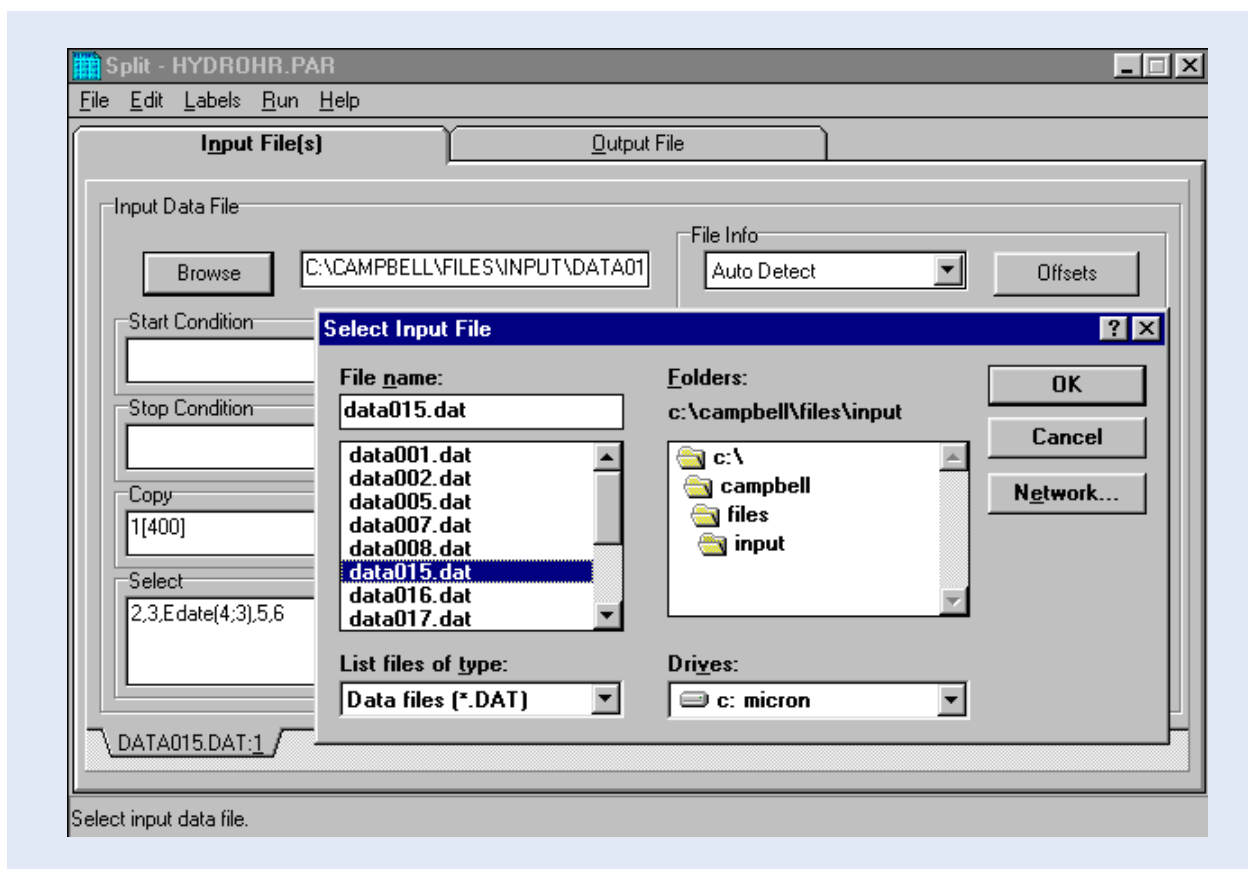 Split - HYDROHR.PAR
File Edit Labels Run Help
Input File(s)
Output File
Input Data File
Browse
C:\CAMPBELL\FILES\INPUT\DATA01
File Info
Auto Detect
Offsets
Start Condition
Stop Condition
Copy
1[400]
Select
2,3,Edate(4;3),5,6
Select Input File
File name:
data015.dat
data001.dat
data002.dat
data005.dat
data007.dat
data008.dat
data015.dat
data016.dat
data017.dat
List files of type:
Data files (*.DAT)
Folders:
c:\campbell\files\input
c:\
campbell
files
input
Drives:
c: micron
OK
Cancel
Network...
DATA015.DAT:1
Select input data file.